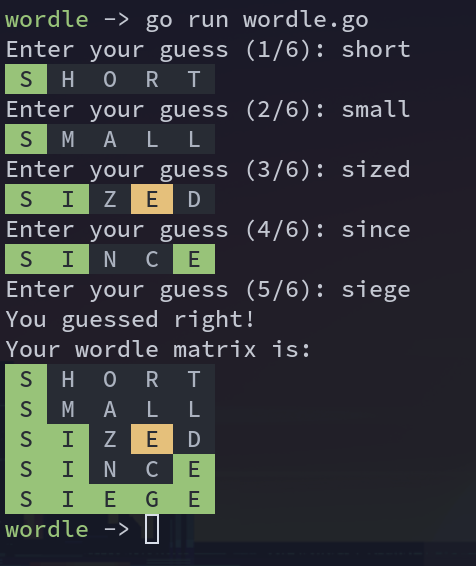 wordle -> go run wordle.go
Enter your guess (1/6): short
S H O R T
Enter your guess (2/6): small
S M A L L
Enter your guess (3/6): sized
S I Z E D
Enter your guess (4/6): since
S I N C E
Enter your guess (5/6): siege
You guessed right!
Your wordle matrix is:
S H O R T
S M A L L
S I Z E D
S I N C E
S I E G E
wordle ->